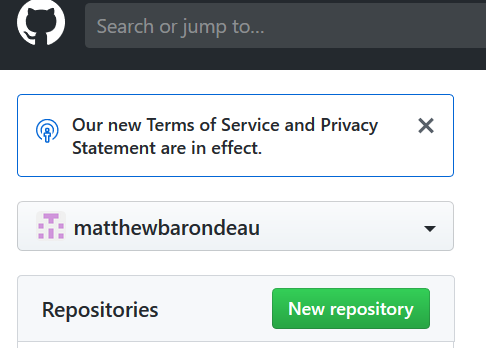 Search or jump to...
Our new Terms of Service and Privacy
Statement are in effect.
matthewbarondeau
Repositories
New repository